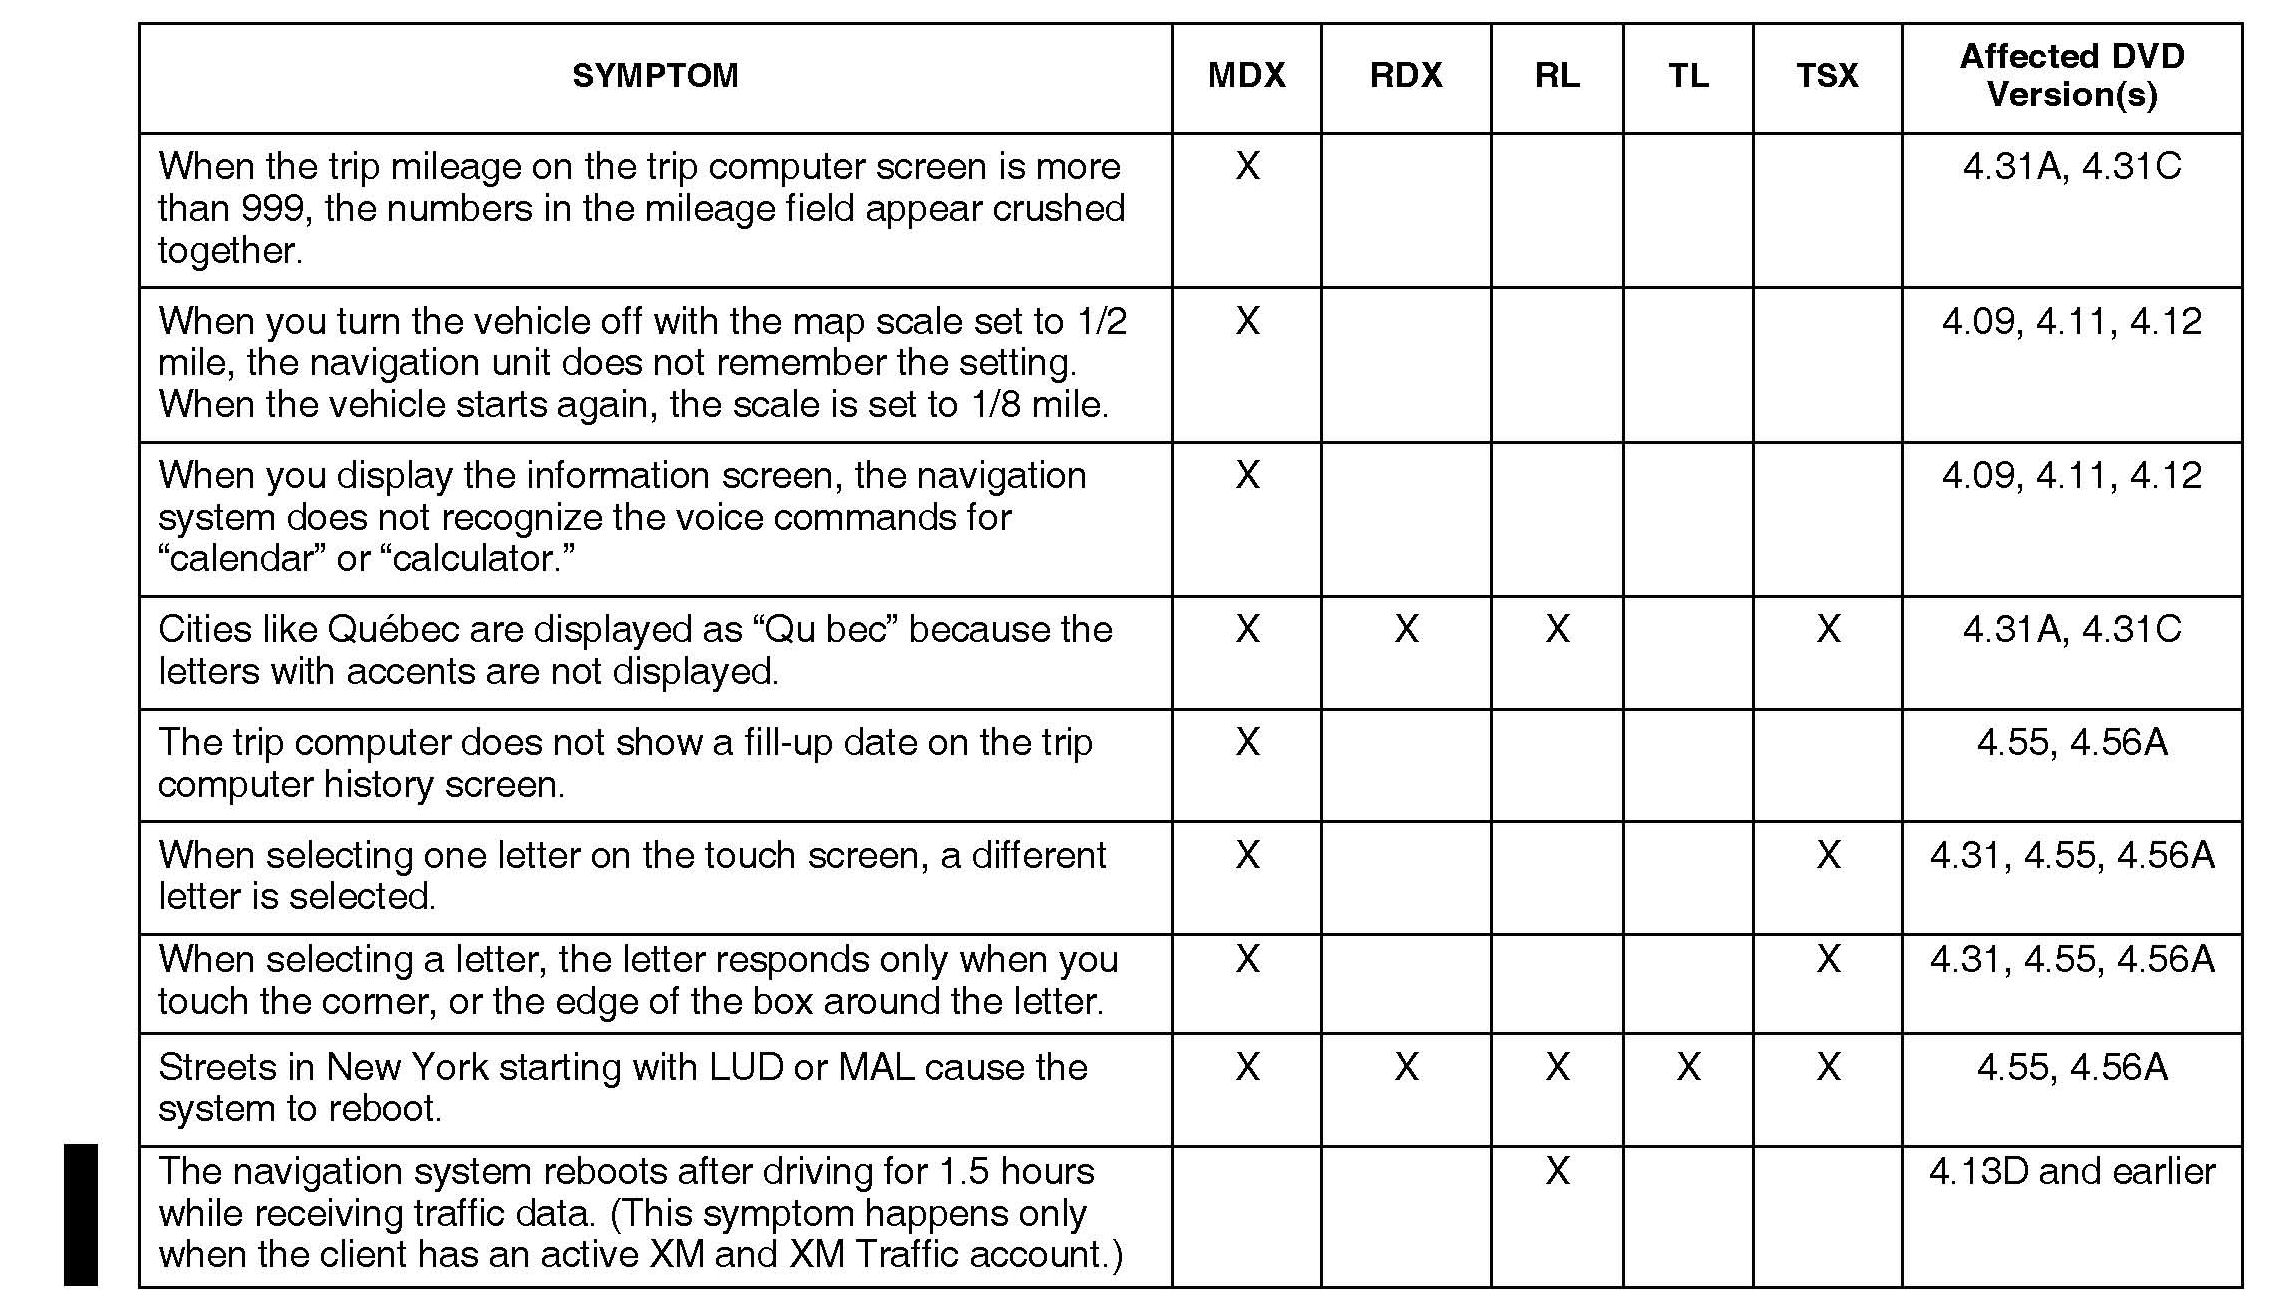 SYMPTOM MDX RDX RL TL TSX Affected DVD
Version(s)
When the trip mileage on the trip computer screen is more X 4.31A, 4.31C
than 999, the numbers in the mileage field appear crushed
together.
When you turn the vehicle off with the map scale set to 1/2 X 4.09, 4.11, 4.12
mile, the navigation unit does not remember the setting.
When the vehicle starts again, the scale is set to 1/8 mile.
When you display the information screen, the navigation X 4.09, 4.11, 4.12
system does not recognize the voice commands for
“calendar” or “calculator.”
Cities like Québec are displayed as “Qu bec” because the X X X X 4.31A, 4.31C
letters with accents are not displayed.
The trip computer does not show a fill-up date on the trip X 4.55, 4.56A
computer history screen.
When selecting one letter on the touch screen, a different X X 4.31, 4.55, 4.56A
letter is selected.
When selecting a letter, the letter responds only when you X X 4.31, 4.55, 4.56A
touch the corner, or the edge of the box around the letter.
Streets in New York starting with LUD or MAL cause the X X X X X 4.55, 4.56A
system to reboot.
The navigation system reboots after driving for 1.5 hours X 4.13D and earlier
while receiving traffic data. (This symptom happens only
when the client has an active XM and XM Traffic account.)